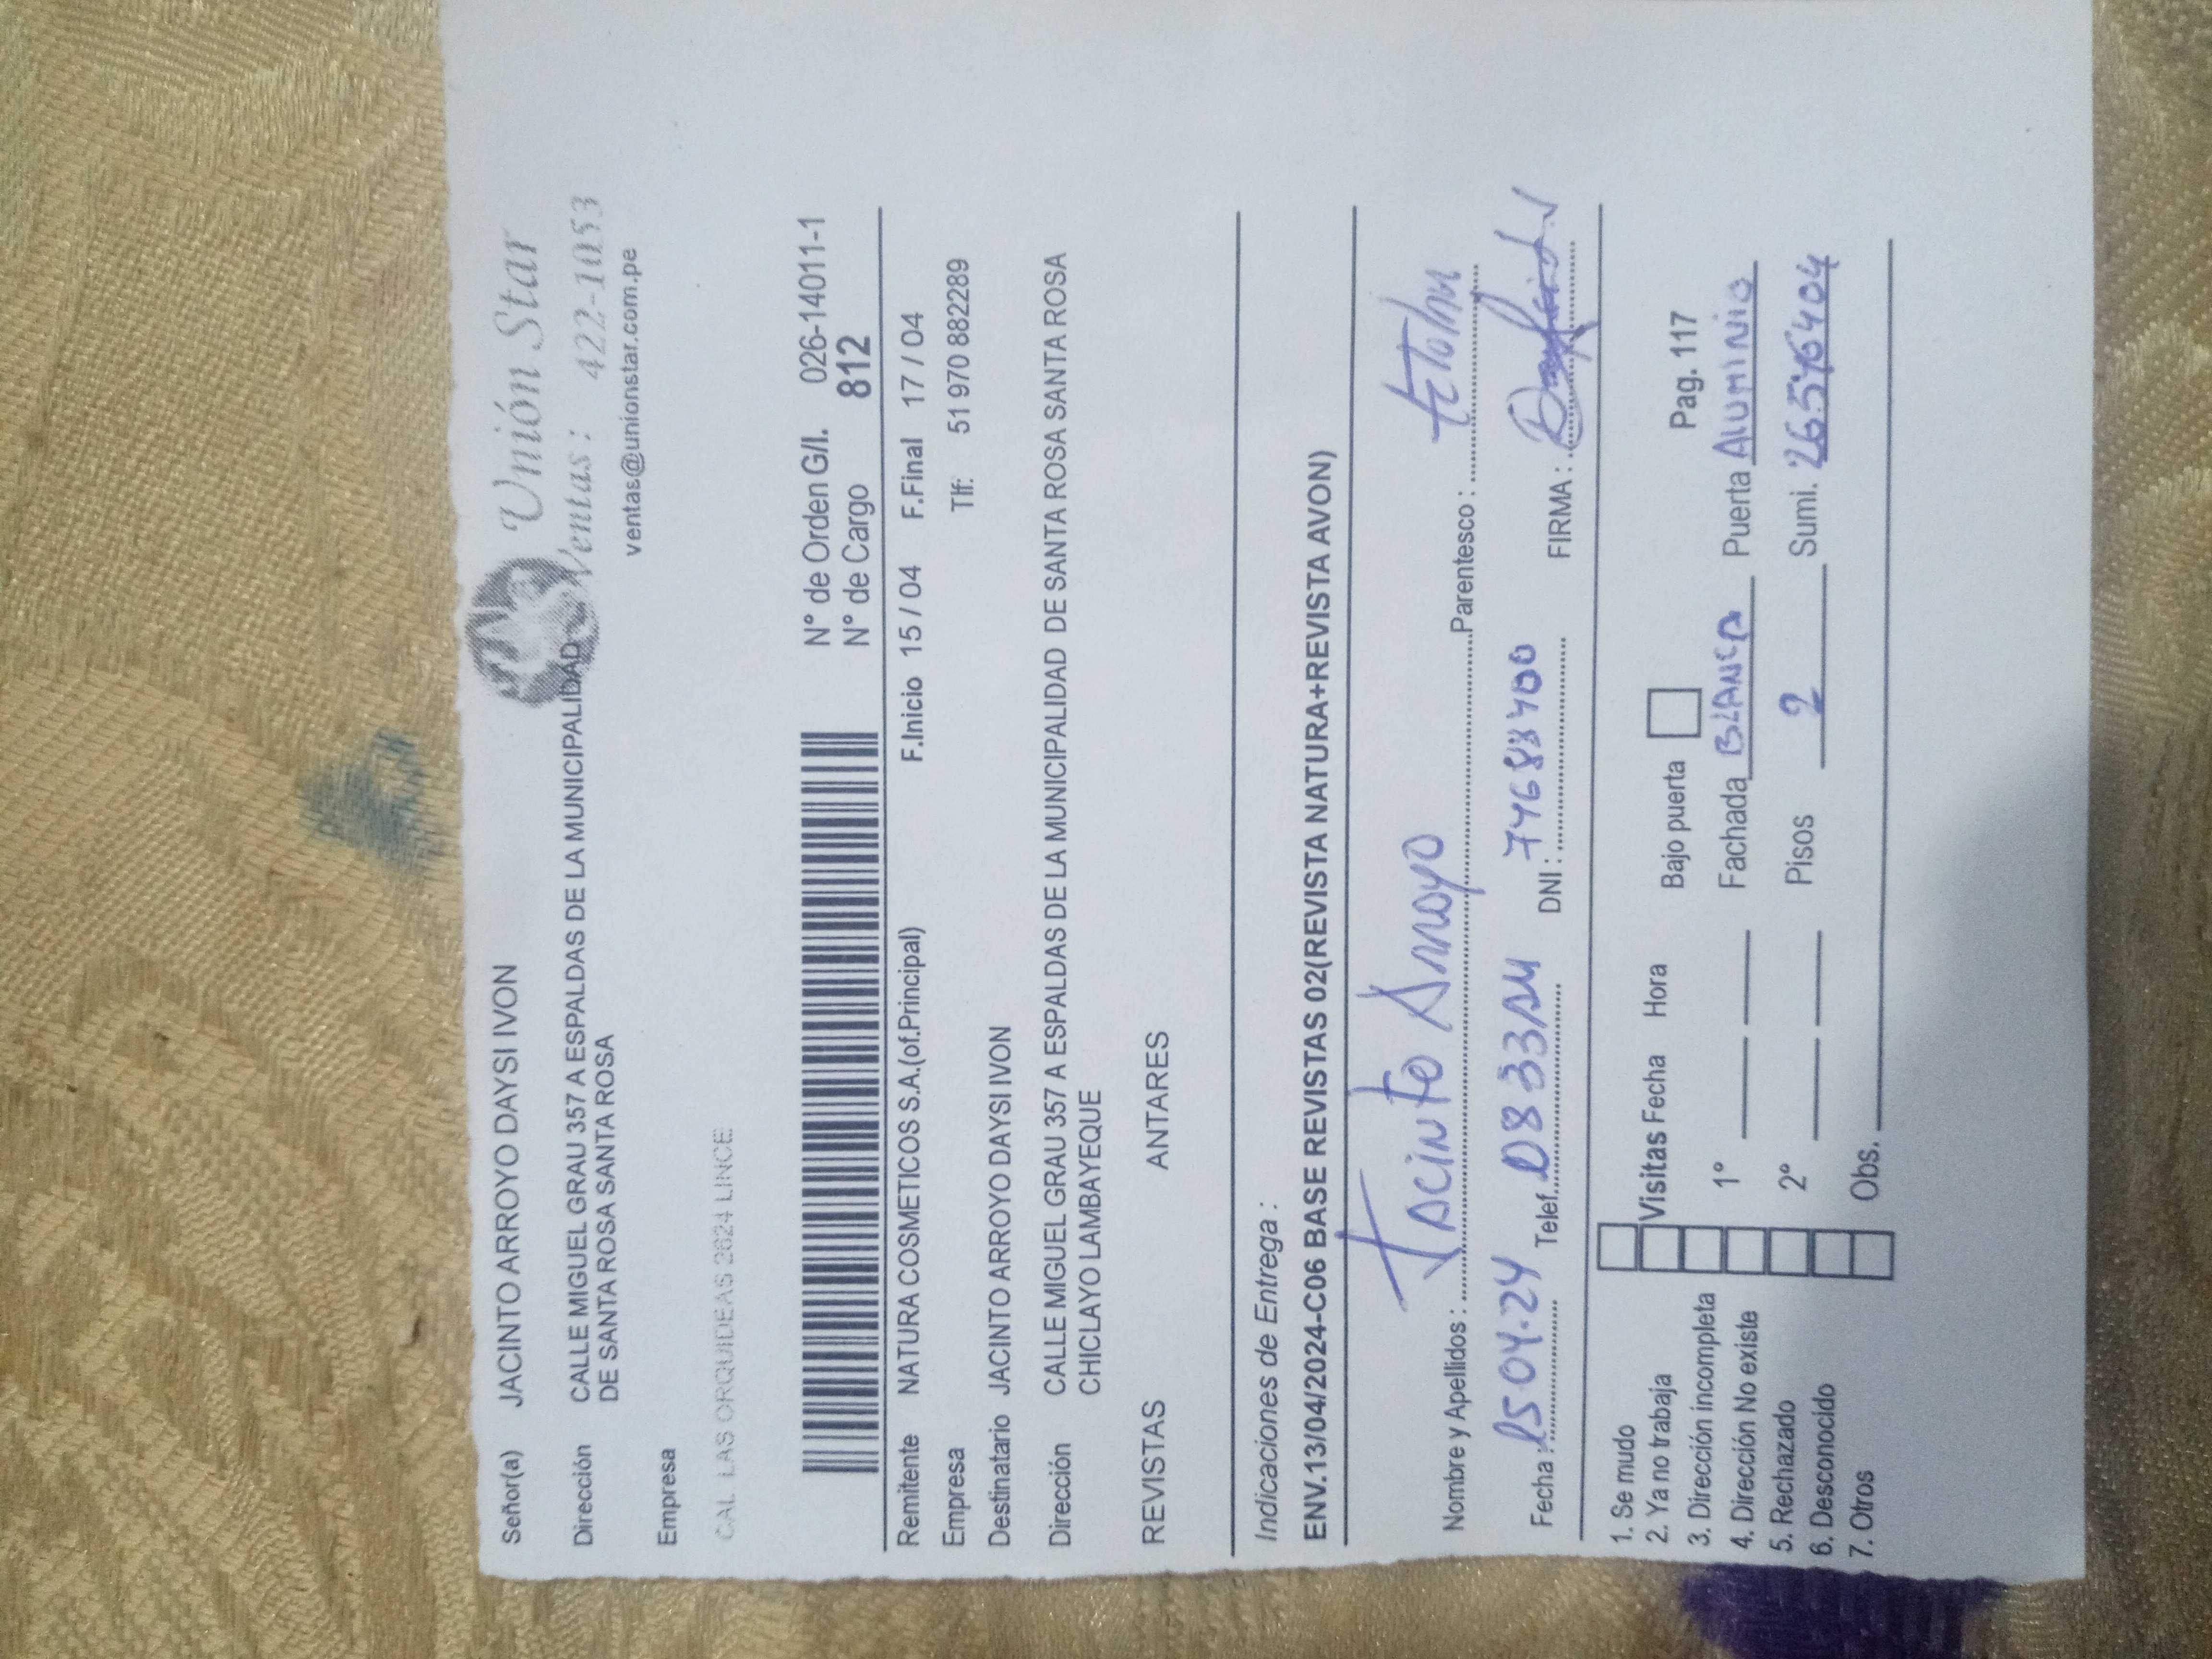 Señor(a) JACINTO ARROYO DAYSI IVON
Unión Star
Ventas: 422-1053
ventas@unionstar.com.pe
Dirección CALLE MIGUEL GRAU 357 A ESPALDAS DE LA MUNICIPALIDAD
DE SANTA ROSA SANTA ROSA
Empresa
CAL. LAS ORQUIDEAS 2624 LINCE
N° de Orden G/I. 026-14011-1
N° de Cargo 812
Remitente NATURA COSMETICOS S.A.(of.Principal) F.Inicio 15 / 04 F.Final 17 / 04
Empresa Tlf: 51 970 882289
Destinatario JACINTO ARROYO DAYSI IVON
Dirección CALLE MIGUEL GRAU 357 A ESPALDAS DE LA MUNICIPALIDAD DE SANTA ROSA SANTA ROSA SANTA ROSA
CHICLAYO LAMBAYEQUE
REVISTAS ANTARES
Indicaciones de Entrega :
ENV.13/04/2024-C06 BASE REVISTAS 02(REVISTA NATURA+REVISTA AVON)
Nombre y Apellidos : Jacinto Arroyo Parentesco :
Fecha : 15.04.24 Telef. DNI : 77688400 FIRMA :
1. Se mudo
2. Ya no trabaja Visitas Fecha Hora Bajo puerta Pag. 117
3. Dirección incompleta
4. Dirección No existe 1° Fachada BLANCA Puerta ALUMINIO
5. Rechazado
6. Desconocido 2° Pisos 2 Sumi.
7. Otros Obs.